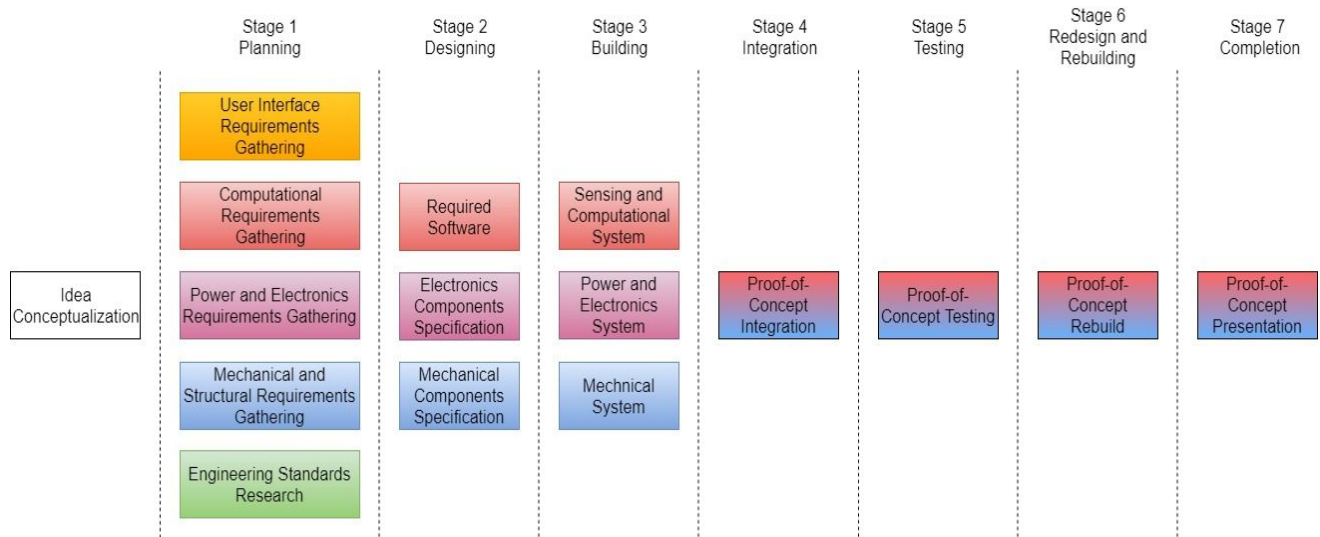 Stage 1
Planning
Stage 2
Designing
Stage 3
Building
Stage 4
Integration
Stage 5
Testing
Stage 6
Redesign and
Rebuilding
Stage 7
Completion
Idea
Conceptualization
User Interface
Requirements
Gathering
Computational
Requirements
Gathering
Power and Electronics
Requirements Gathering
Mechanical and
Structural Requirements
Gathering
Engineering Standards
Research
Required
Software
Electronics
Components
Specification
Mechanical
Components
Specification
Sensing and
Computational
System
Power and
Electronics
System
Mechnical
System
Proof-of-
Concept
Integration
Proof-of-
Concept Testing
Proof-of-
Concept
Rebuild
Proof-of-
Concept
Presentation